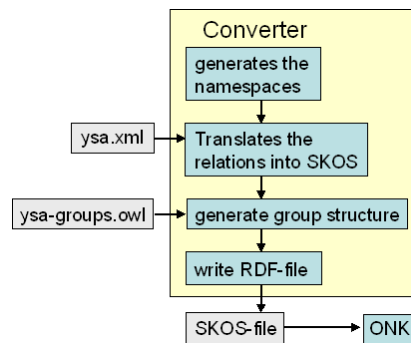 Converter
generates the
namespaces
ysa.xml
Translates the
relations into SKOS
ysa-groups.owl
generate group structure
write RDF-file
SKOS-file
ONK